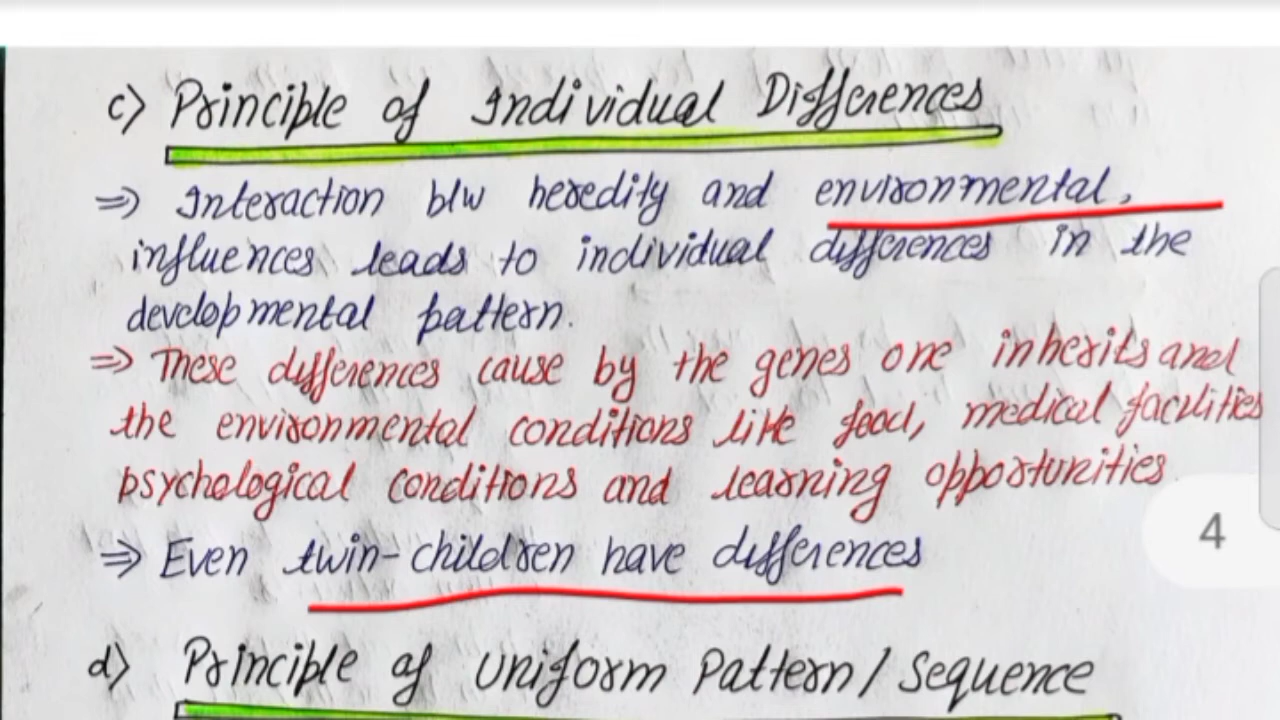 c) Principle of Individual Differences
⇒ Interaction b/w heredity and environmental,
influences leads to individual differences in the
developmental pattern.
⇒ These differences cause by the genes one inherits and
the environmental conditions like food, medical facilities
psychological conditions and learning opportunities
⇒ Even twin-children have differences
4
d) Principle of Uniform Pattern / Sequence